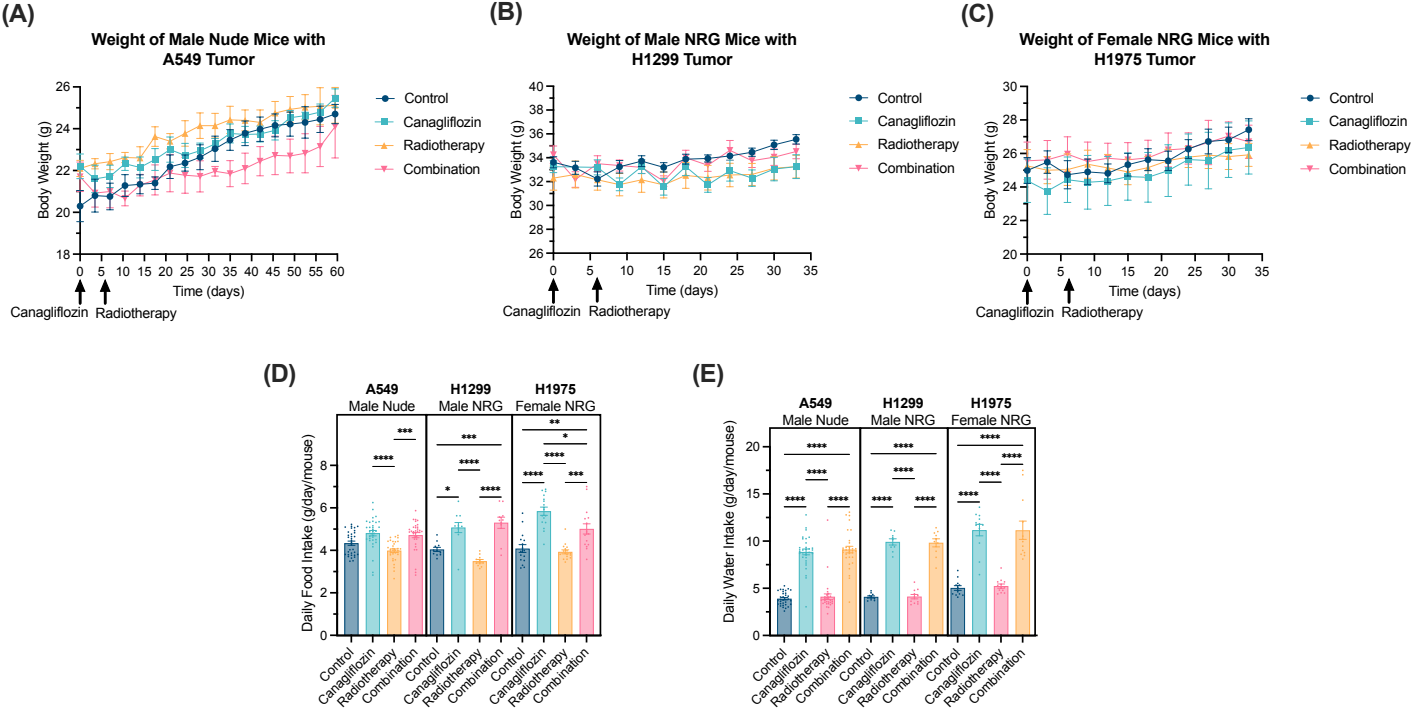 (A)
Weight of Male Nude Mice with
A549 Tumor
Body Weight (g)
26
24
22
20
18
0 5 10 15 20 25 30 35 40 45 50 55 60
Time (days)
Canagliflozin
Radiotherapy
Control
Canagliflozin
Radiotherapy
Combination
(B)
Weight of Male NRG Mice with
H1299 Tumor
Body Weight (g)
40
38
36
34
32
30
28
26
0 5 10 15 20 25 30 35
Time (days)
Canagliflozin
Radiotherapy
Control
Canagliflozin
Radiotherapy
Combination
(C)
Weight of Female NRG Mice with
H1975 Tumor
Body Weight (g)
30
28
26
24
22
20
0 5 10 15 20 25 30 35
Time (days)
Canagliflozin
Radiotherapy
Control
Canagliflozin
Radiotherapy
Combination
(D)
A549
Male Nude
H1299
Male NRG
H1975
Female NRG
Daily Food Intake (g/day/mouse)
8
6
4
2
0
****
***
***
****
*
****
**
*
****
****
***
Control
Canagliflozin
Radiotherapy
Combination
Control
Canagliflozin
Radiotherapy
Combination
Control
Canagliflozin
Radiotherapy
Combination
(E)
A549
Male Nude
H1299
Male NRG
H1975
Female NRG
Daily Water Intake (g/day/mouse)
20
15
10
5
0
****
****
****
****
****
****
****
****
****
****
****
****
Control
Canagliflozin
Radiotherapy
Combination
Control
Canagliflozin
Radiotherapy
Combination
Control
Canagliflozin
Radiotherapy
Combination